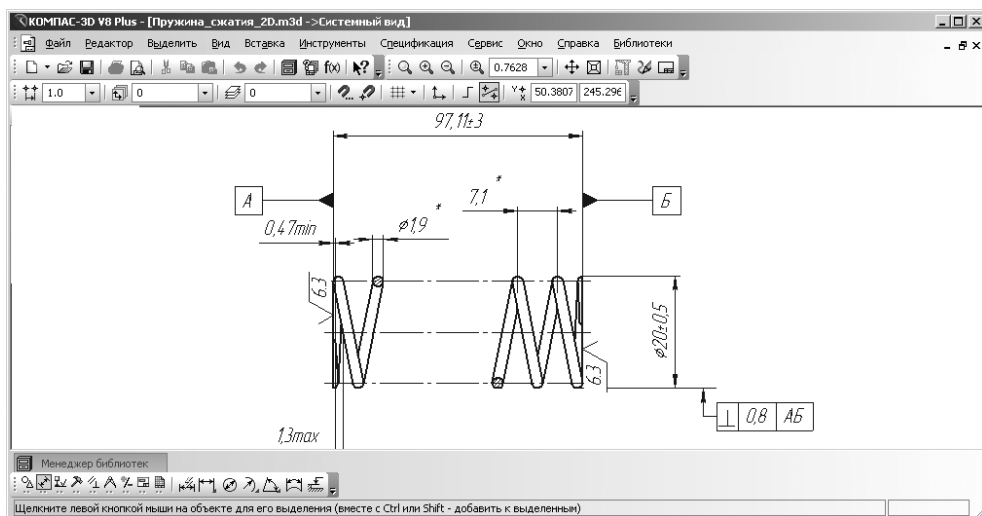 КОМПАС-3D V8 Plus - [Пружина_сжатия_2D.m3d ->Системный вид]
Файл Редактор Выделить Вид Вставка Инструменты Спецификация Сервис Окно Справка Библиотеки
f(x) 0.7628
1.0 0 0 50.3807 245.296
97,11±3
А 7,1* Б
0,47min ϕ1,9*
6.3
ϕ20±0,5
6.3
⊥ 0,8 АБ
1,3max
Менеджер библиотек
Щелкните левой кнопкой мыши на объекте для его выделения (вместе с Ctrl или Shift - добавить к выделенным)